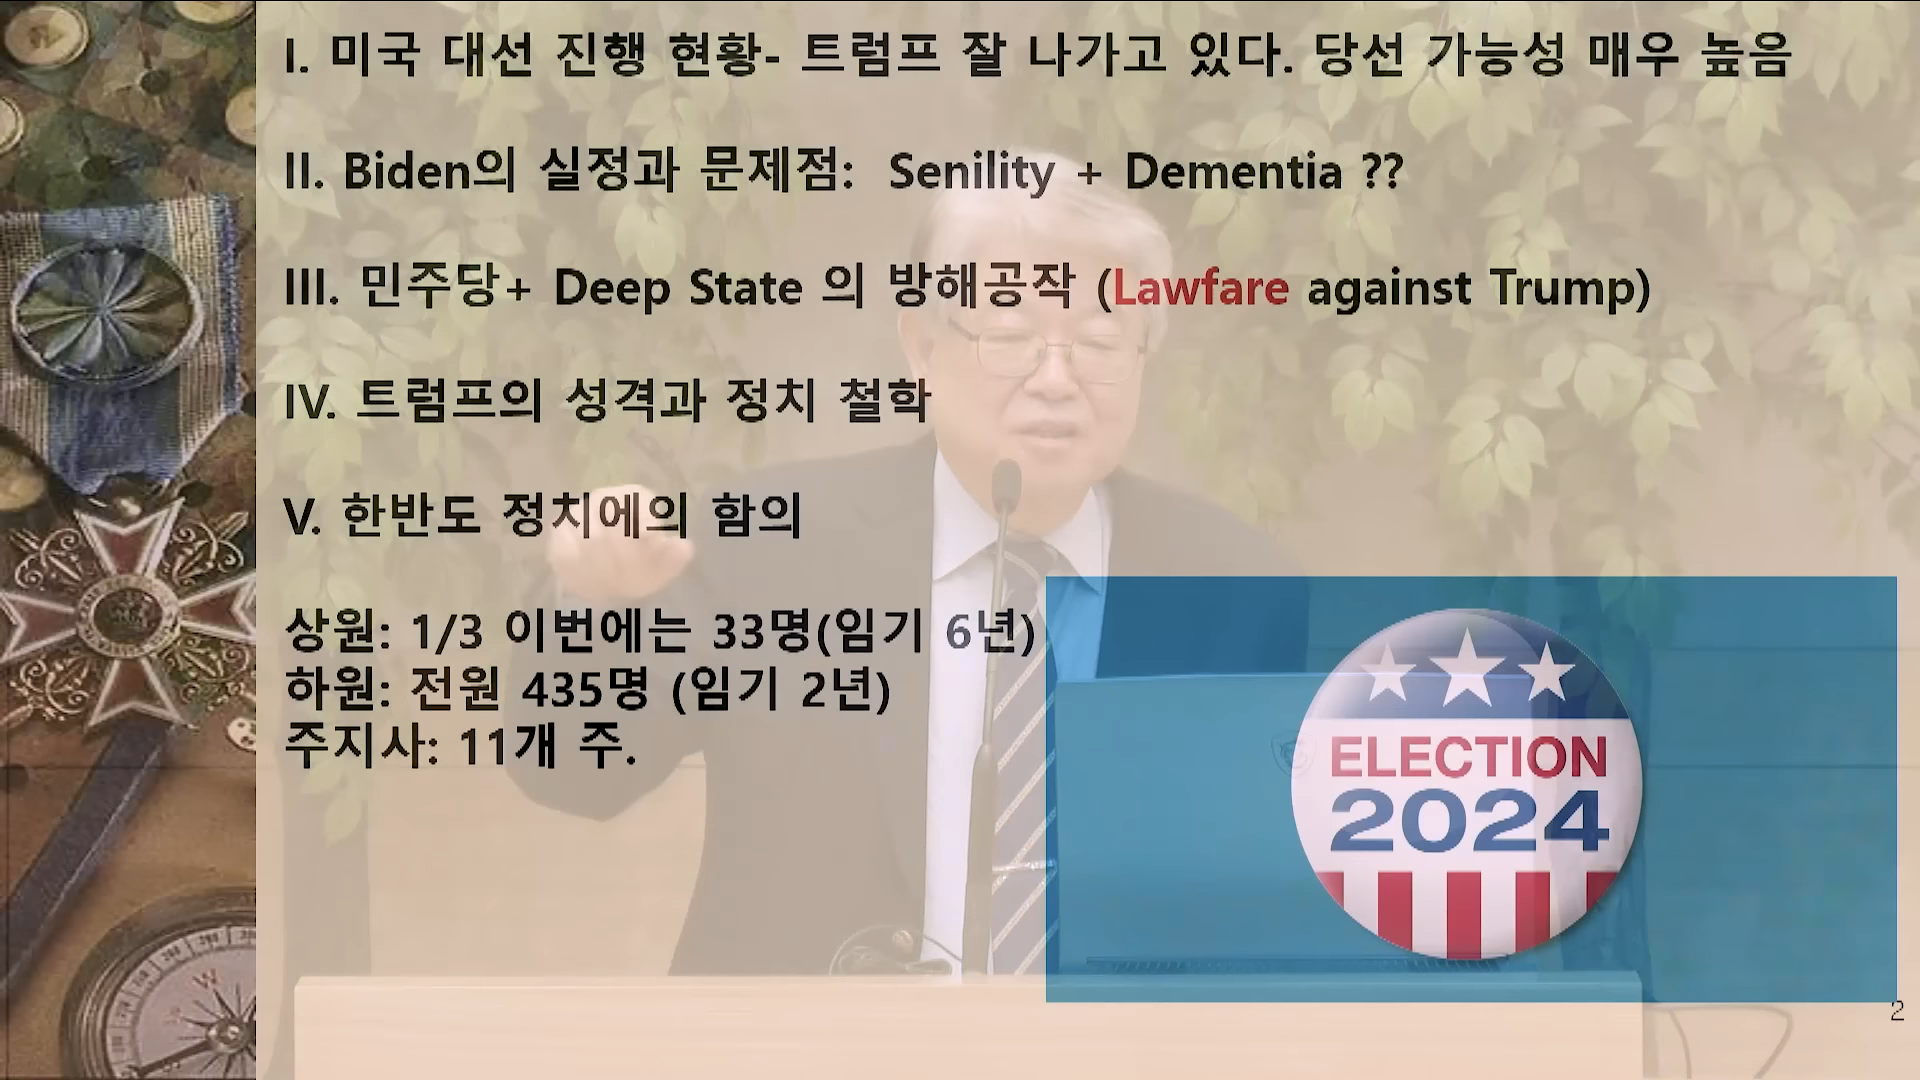 I. 미국 대선 진행 현황- 트럼프 잘 나가고 있다. 당선 가능성 매우 높음
II. Biden의 실정과 문제점: Senility + Dementia ??
III. 민주당+ Deep State 의 방해공작 (Lawfare against Trump)
IV. 트럼프의 성격과 정치 철학
V. 한반도 정치에의 함의
상원: 1/3 이번에는 33명(임기 6년)
하원: 전원 435명 (임기 2년)
주지사: 11개 주.
ELECTION
2024
2